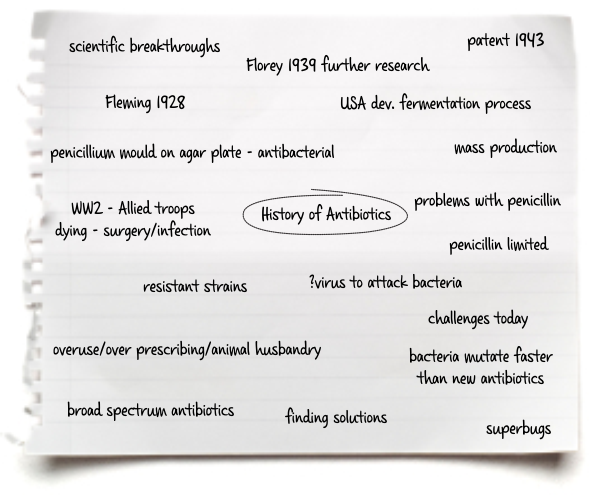 scientific breakthroughs
patent 1943
Florey 1939 further research
Fleming 1928
USA dev. fermentation process
penicillium mould on agar plate - antibacterial
mass production
WW2 - Allied troops
dying - surgery/infection
History of Antibiotics
problems with penicillin
penicillin limited
resistant strains
?virus to attack bacteria
challenges today
overuse/over prescribing/animal husbandry
bacteria mutate faster
than new antibiotics
broad spectrum antibiotics
finding solutions
superbugs